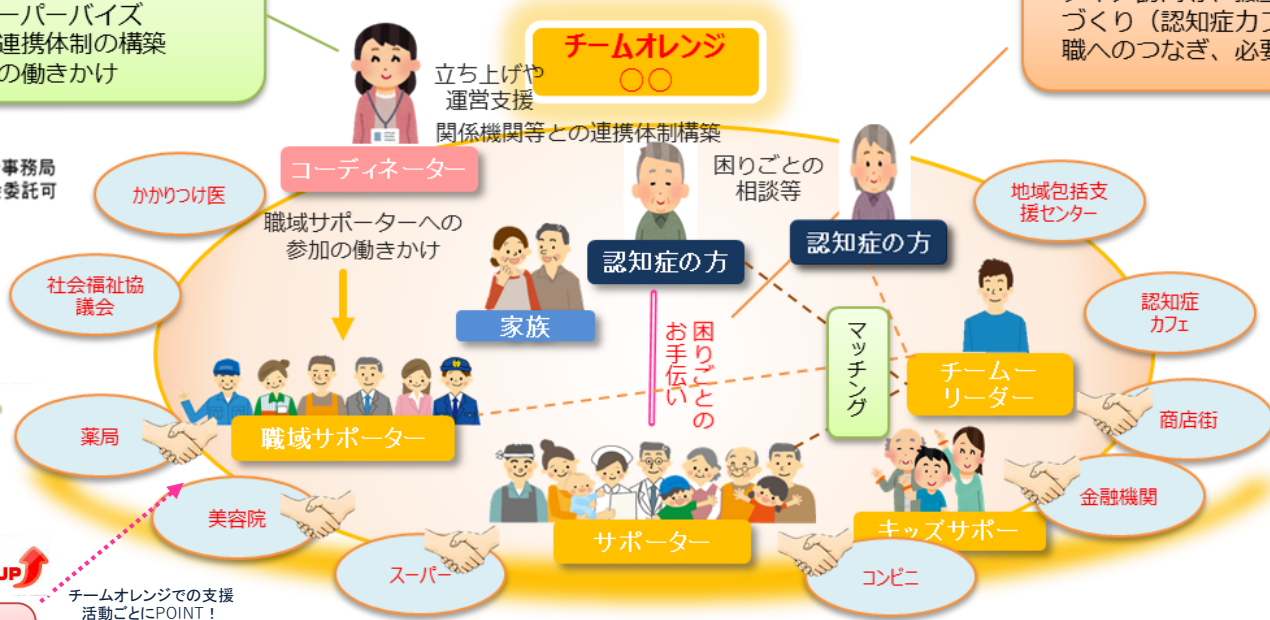 ーパーバイズ
連携体制の構築
の働きかけ
づくり（認知症カフ
職へのつなぎ、必要
チームオレンジ
○○
立ち上げや
運営支援
関係機関等との連携体制構築
コーディネーター
事務局
委託可
かかりつけ医
職域サポーターへの
参加の働きかけ
困りごとの
相談等
認知症の方
認知症の方
地域包括支
援センター
社会福祉協
議会
家族
認知症
カフェ
困りごとの
お手伝い
マッチング
チームー
リーダー
薬局
職域サポーター
商店街
美容院
金融機関
サポーター
キッズサポー
スーパー
コンビニ
UP
チームオレンジでの支援
活動ごとにPOINT！